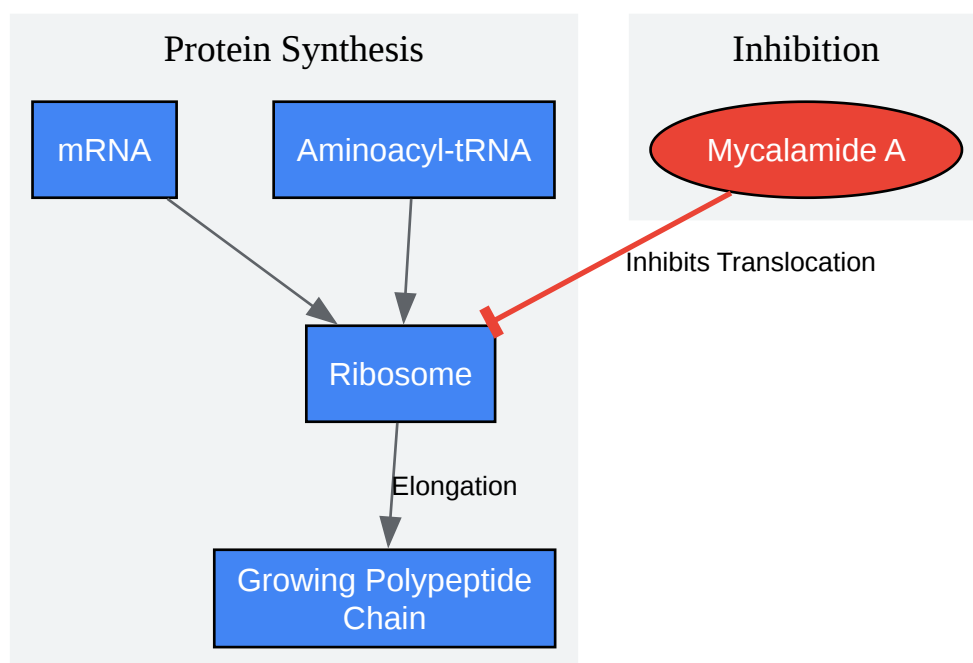 Protein Synthesis
Inhibition
mRNA
Aminoacyl-tRNA
Mycalamide A
Inhibits Translocation
Ribosome
Elongation
Growing Polypeptide
Chain